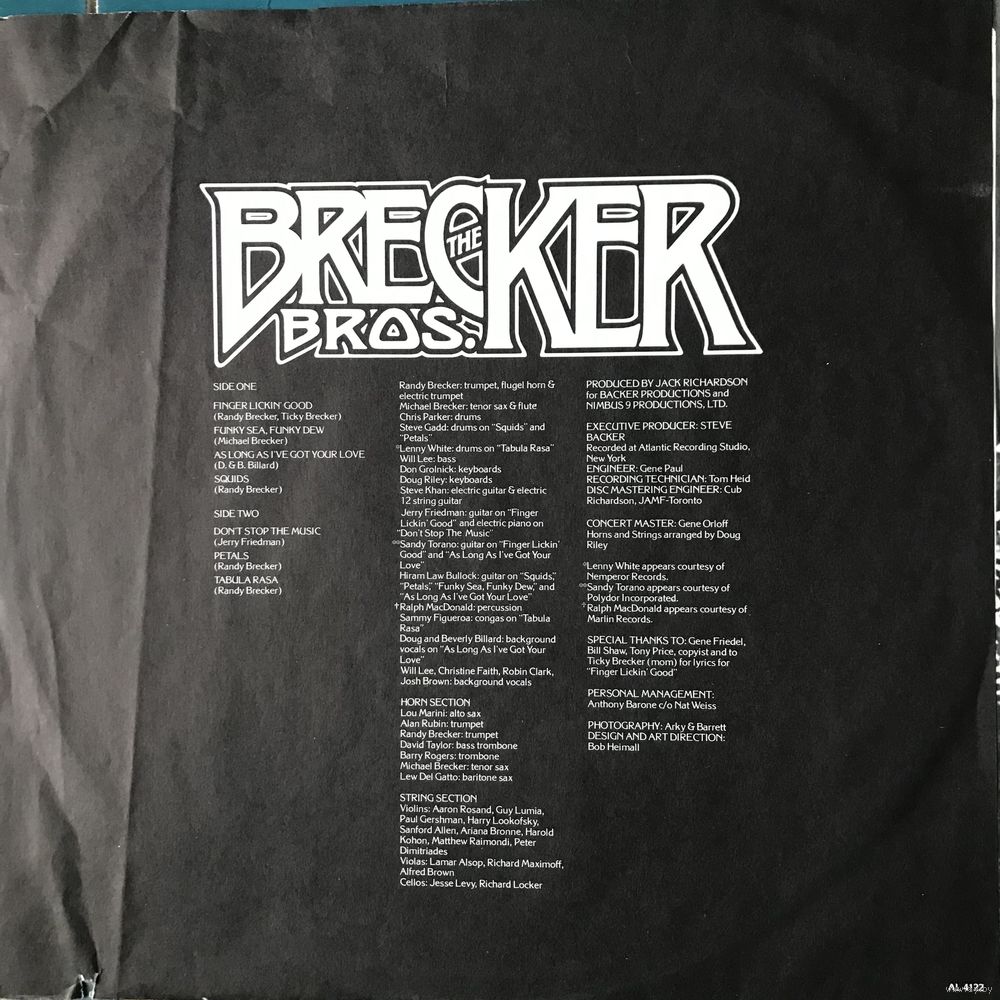 THE
BRECKER
BROS.
SIDE ONE
FINGER LICKIN' GOOD
(Randy Brecker, Ticky Brecker)
FUNKY SEA, FUNKY DEW
(Michael Brecker)
AS LONG AS I'VE GOT YOUR LOVE
(D. & B. Billard)
SQUIDS
(Randy Brecker)
SIDE TWO
DON'T STOP THE MUSIC
(Jerry Friedman)
PETALS
(Randy Brecker)
TABULA RASA
(Randy Brecker)
Randy Brecker: trumpet, flugel horn &
electric trumpet
Michael Brecker: tenor sax & flute
Chris Parker: drums
Steve Gadd: drums on "Squids" and
"Petals"
°Lenny White: drums on "Tabula Rasa"
Will Lee: bass
Don Grolnick: keyboards
Doug Riley: keyboards
Steve Khan: electric guitar & electric
12 string guitar
Jerry Friedman: guitar on "Finger
Lickin' Good" and electric piano on
"Don't Stop The Music'
°°Sandy Torano: guitar on "Finger Lickin'
Good" and "As Long As I've Got Your
Love"
Hiram Law Bullock: guitar on "Squids,"
"Petals," "Funky Sea, Funky Dew," and
"As Long As I've Got Your Love"
†Ralph MacDonald: percussion
Sammy Figueroa: congas on "Tabula
Rasa"
Doug and Beverly Billard: background
vocals on "As Long As I've Got Your
Love"
Will Lee, Christine Faith, Robin Clark,
Josh Brown: background vocals
HORN SECTION
Lou Marini: alto sax
Alan Rubin: trumpet
Randy Brecker: trumpet
David Taylor: bass trombone
Barry Rogers: trombone
Michael Brecker: tenor sax
Lew Del Gatto: baritone sax
STRING SECTION
Violins: Aaron Rosand, Guy Lumia,
Paul Gershman, Harry Lookofsky,
Sanford Allen, Ariana Bronne, Harold
Kohon, Matthew Raimondi, Peter
Dimitriades
Violas: Lamar Alsop, Richard Maximoff,
Alfred Brown
Cellos: Jesse Levy, Richard Locker
PRODUCED BY JACK RICHARDSON
for BACKER PRODUCTIONS and
NIMBUS 9 PRODUCTIONS, LTD.
EXECUTIVE PRODUCER: STEVE
BACKER
Recorded at Atlantic Recording Studio,
New York
ENGINEER: Gene Paul
RECORDING TECHNICIAN: Tom Heid
DISC MASTERING ENGINEER: Cub
Richardson, JAMF-Toronto
CONCERT MASTER: Gene Orloff
Horns and Strings arranged by Doug
Riley
°Lenny White appears courtesy of
Nemperor Records.
°°Sandy Torano appears courtesy of
Polydor Incorporated.
†Ralph MacDonald appears courtesy of
Marlin Records.
SPECIAL THANKS TO: Gene Friedel,
Bill Shaw, Tony Price, copyist and to
Ticky Brecker (mom) for lyrics for
"Finger Lickin' Good"
PERSONAL MANAGEMENT:
Anthony Barone c/o Nat Weiss
PHOTOGRAPHY: Arky & Barrett
DESIGN AND ART DIRECTION:
Bob Heimall
AL 4122